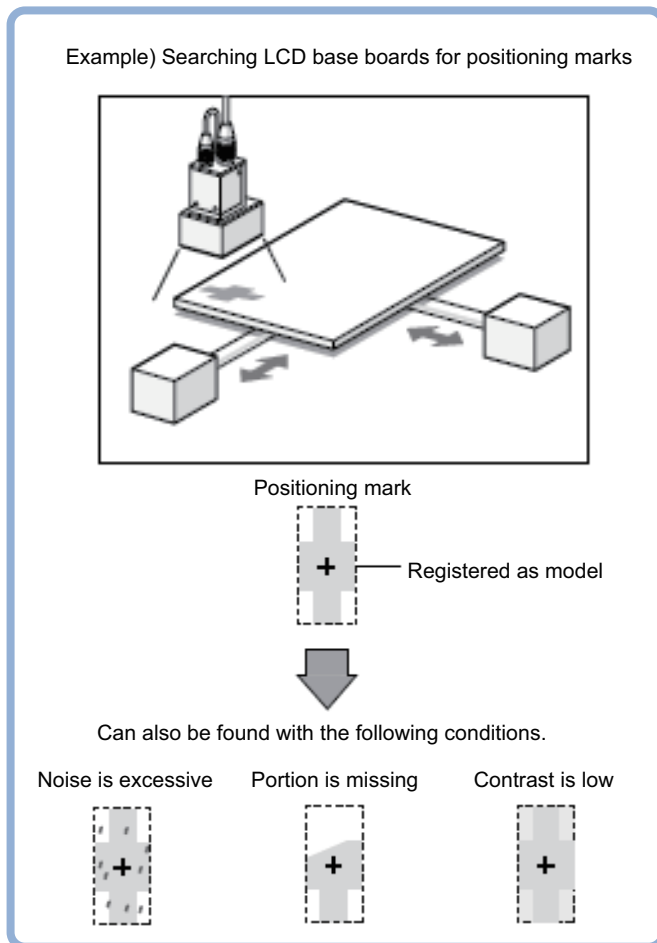 Example) Searching LCD base boards for positioning marks
Positioning mark
Registered as model
Can also be found with the following conditions.
Noise is excessive
Portion is missing
Contrast is low